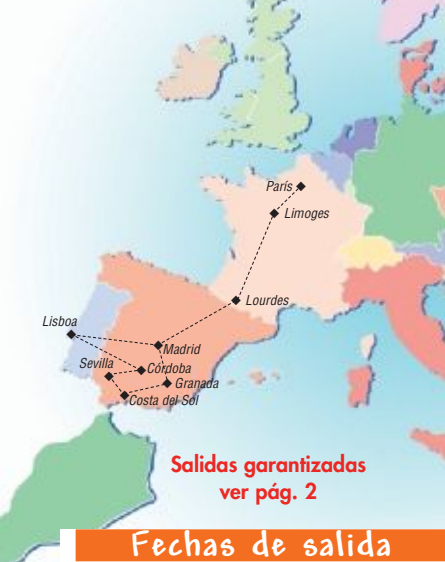 París
Limoges
Lourdes
Lisboa
Madrid
Sevilla
Córdoba
Granada
Costa del Sol
Salidas garantizadas
ver pág. 2
Fechas de salida